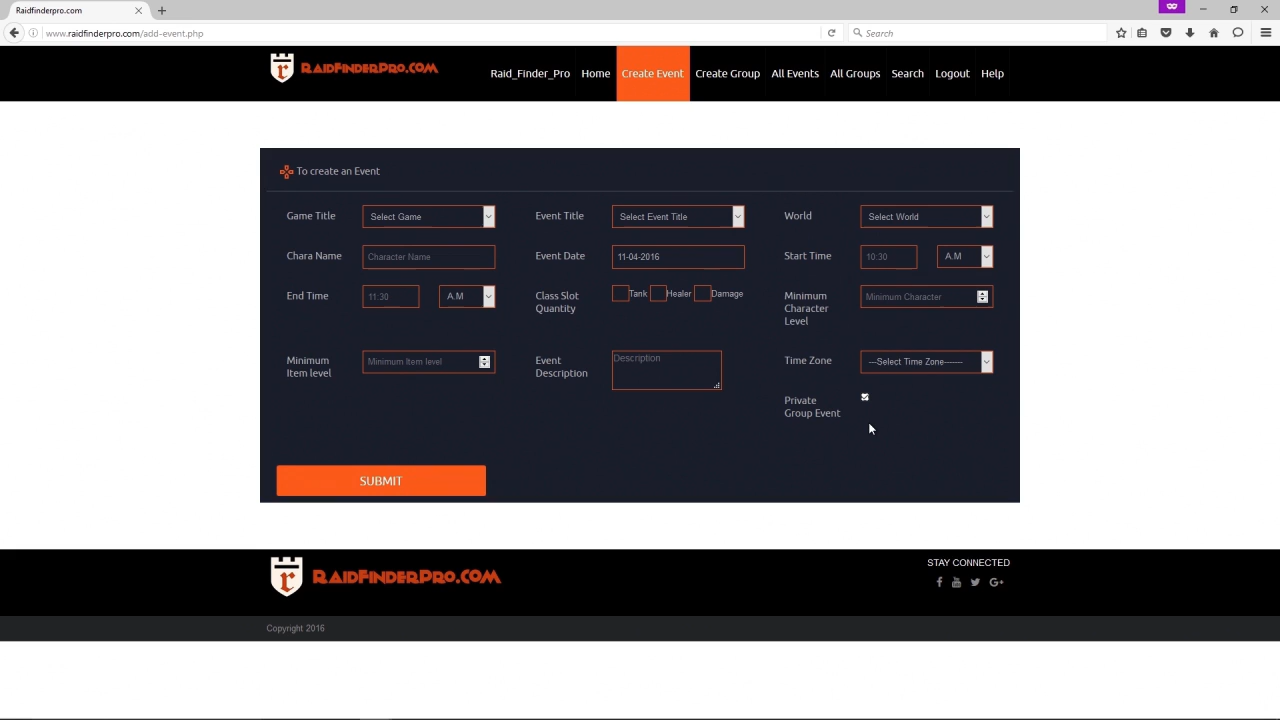 Raidfinderpro.com
www.raidfinderpro.com/add-event.php
Search
r RAIDFINDERPRO.COM
Raid_Finder_Pro Home Create Event Create Group All Events All Groups Search Logout Help
To create an Event
Game Title Select Game Event Title Select Event Title World Select World
Chara Name Character Name Event Date 11-04-2016 Start Time 10:30 A.M
End Time 11:30 A.M Class Slot Quantity Tank Healer Damage Minimum Character Level Minimum Character
Minimum Item level Minimum Item level Event Description Description Time Zone ---Select Time Zone-------
Private
Group Event
SUBMIT
r RAIDFINDERPRO.COM
STAY CONNECTED
Copyright 2016